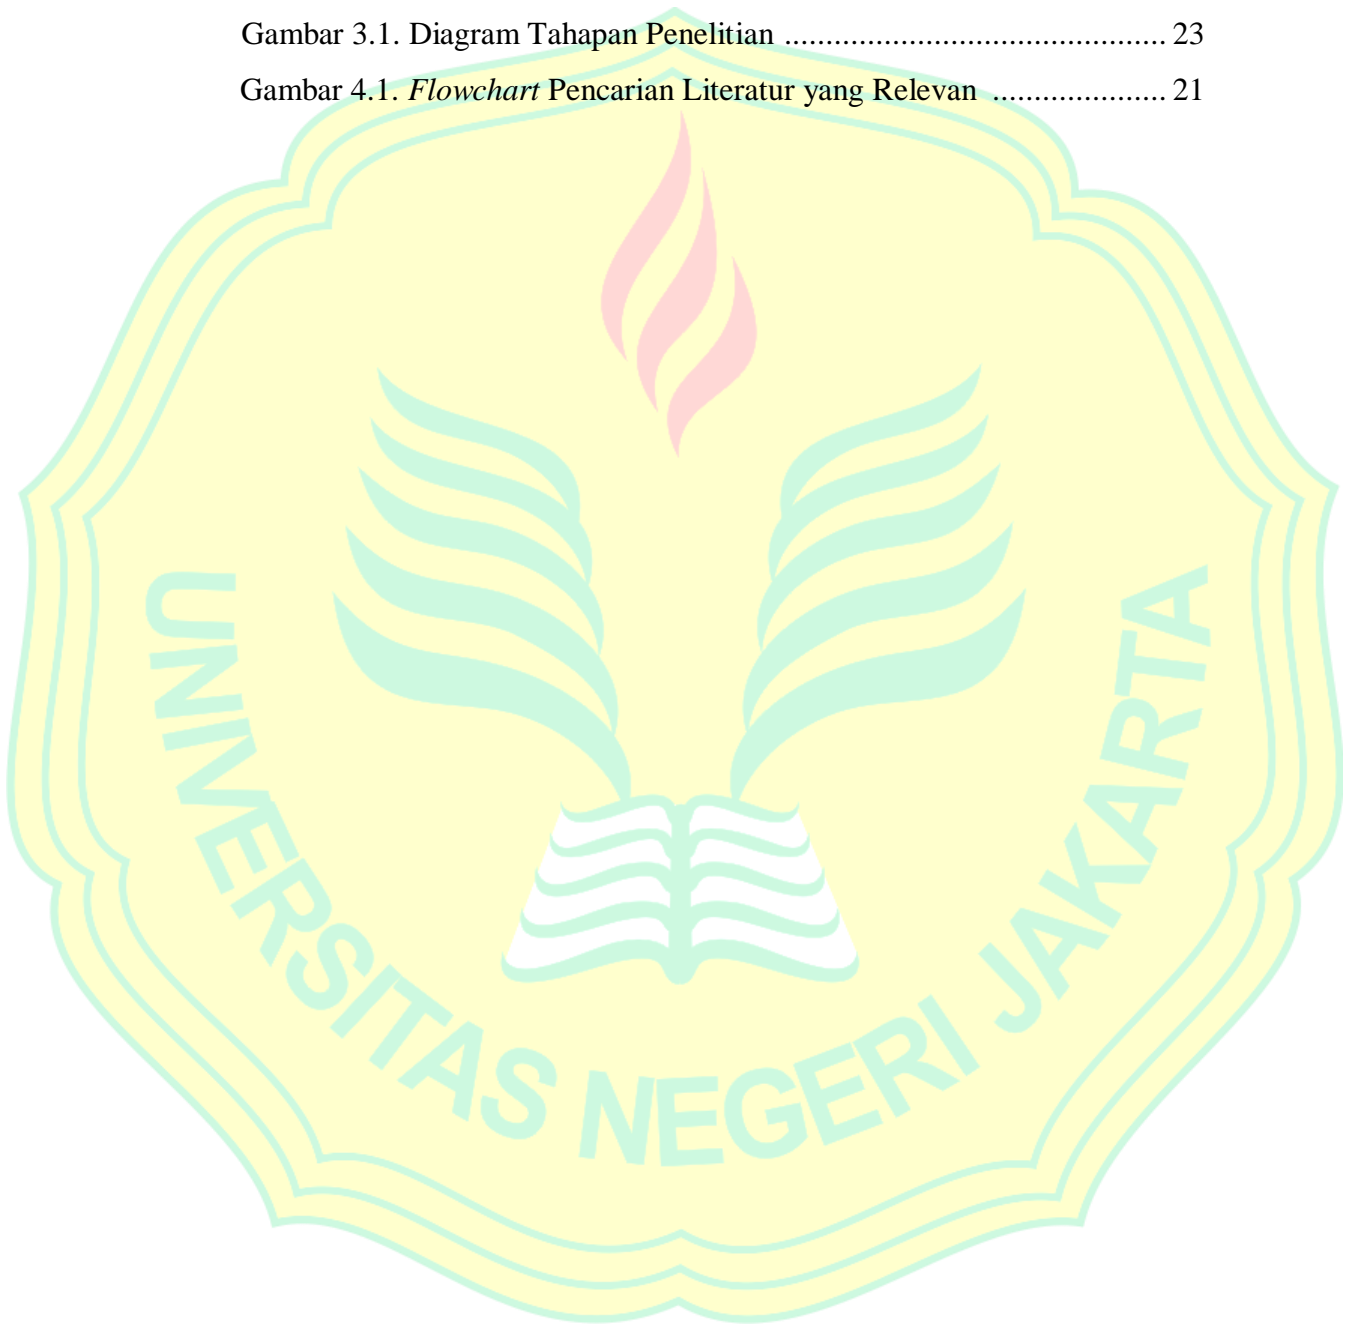 Gambar 3.1. Diagram Tahapan Penelitian .............................................. 23
Gambar 4.1. Flowchart Pencarian Literatur yang Relevan ..................... 21
UNIVERSITAS NEGERI JAKARTA